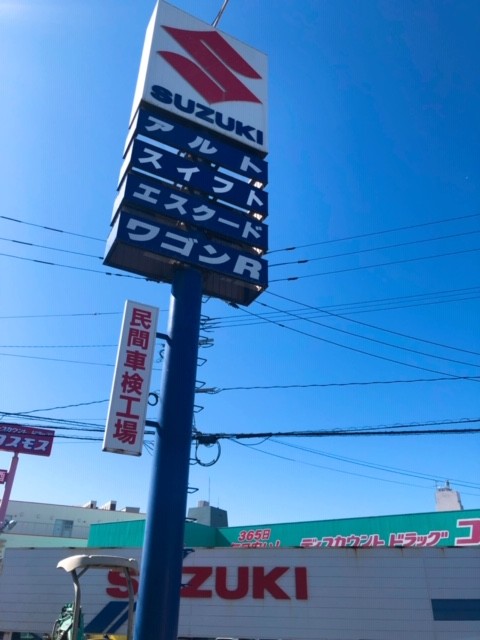 SUZUKI
アルト
スイフト
エスクード
ワゴンR
民間車検工場
コスモス
365日
ディスカウント ドラッグ コ
SUZUKI